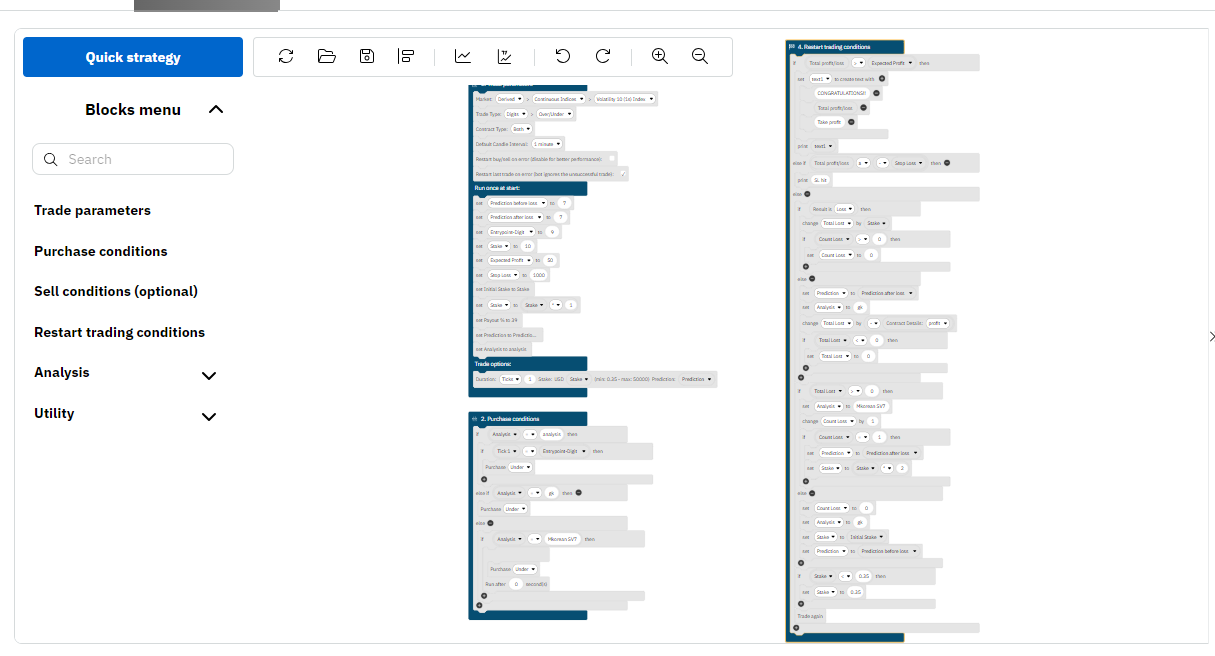 Quick strategy
Blocks menu
Search
Trade parameters
Purchase conditions
Sell conditions (optional)
Restart trading conditions
Analysis
Utility
Market: Derived > Continuous Indices > Volatility 10 (1s) Index
Trade Type: Digits > Over/Under
Contract Type: Both
Default Candle Interval: 1 minute
Restart buy/sell on error (disable for better performance):
Restart last trade on error (bot ignores the unsuccessful trade):
Run once at start:
set Prediction before loss to 7
set Prediction after loss to 7
set Entrypoint-Digit to 9
set Stake to 10
set Expected Profit to 50
set Stop Loss to 1000
set Initial Stake to Stake
set Stake to Stake * 1
set Payout % to 39
set Prediction to Predictio...
set Analysis to analysis
Trade options:
Duration: Ticks 1 Stake: USD Stake (min: 0.35 - max: 50000) Prediction: Prediction
2. Purchase conditions
if Analysis = analysis then
if Tick 1 = Entrypoint-Digit then
Purchase Under
else if Analysis = gk then
Purchase Under
else
if Analysis = Mkorean SV7 then
Purchase Under
Run after 0 second(s)
4. Restart trading conditions
if Total profit/loss > Expected Profit then
set text1 to create text with
CONGRATULATIONS!!
Total profit/loss
Take profit
print text1
else if Total profit/loss ≤ - Stop Loss then
print SL hit
else
if Result is Loss then
change Total Lost by Stake
if Count Loss > 0 then
set Count Loss to 0
else
set Prediction to Prediction after loss
set Analysis to gk
change Total Lost by - Contract Details: profit
if Total Lost < 0 then
set Total Lost to 0
if Total Lost > 0 then
set Analysis to Mkorean SV7
change Count Loss by 1
if Count Loss = 1 then
set Prediction to Prediction after loss
set Stake to Stake * 2
else
set Count Loss to 0
set Analysis to gk
set Stake to Initial Stake
set Prediction to Prediction before loss
if Stake < 0.35 then
set Stake to 0.35
Trade again